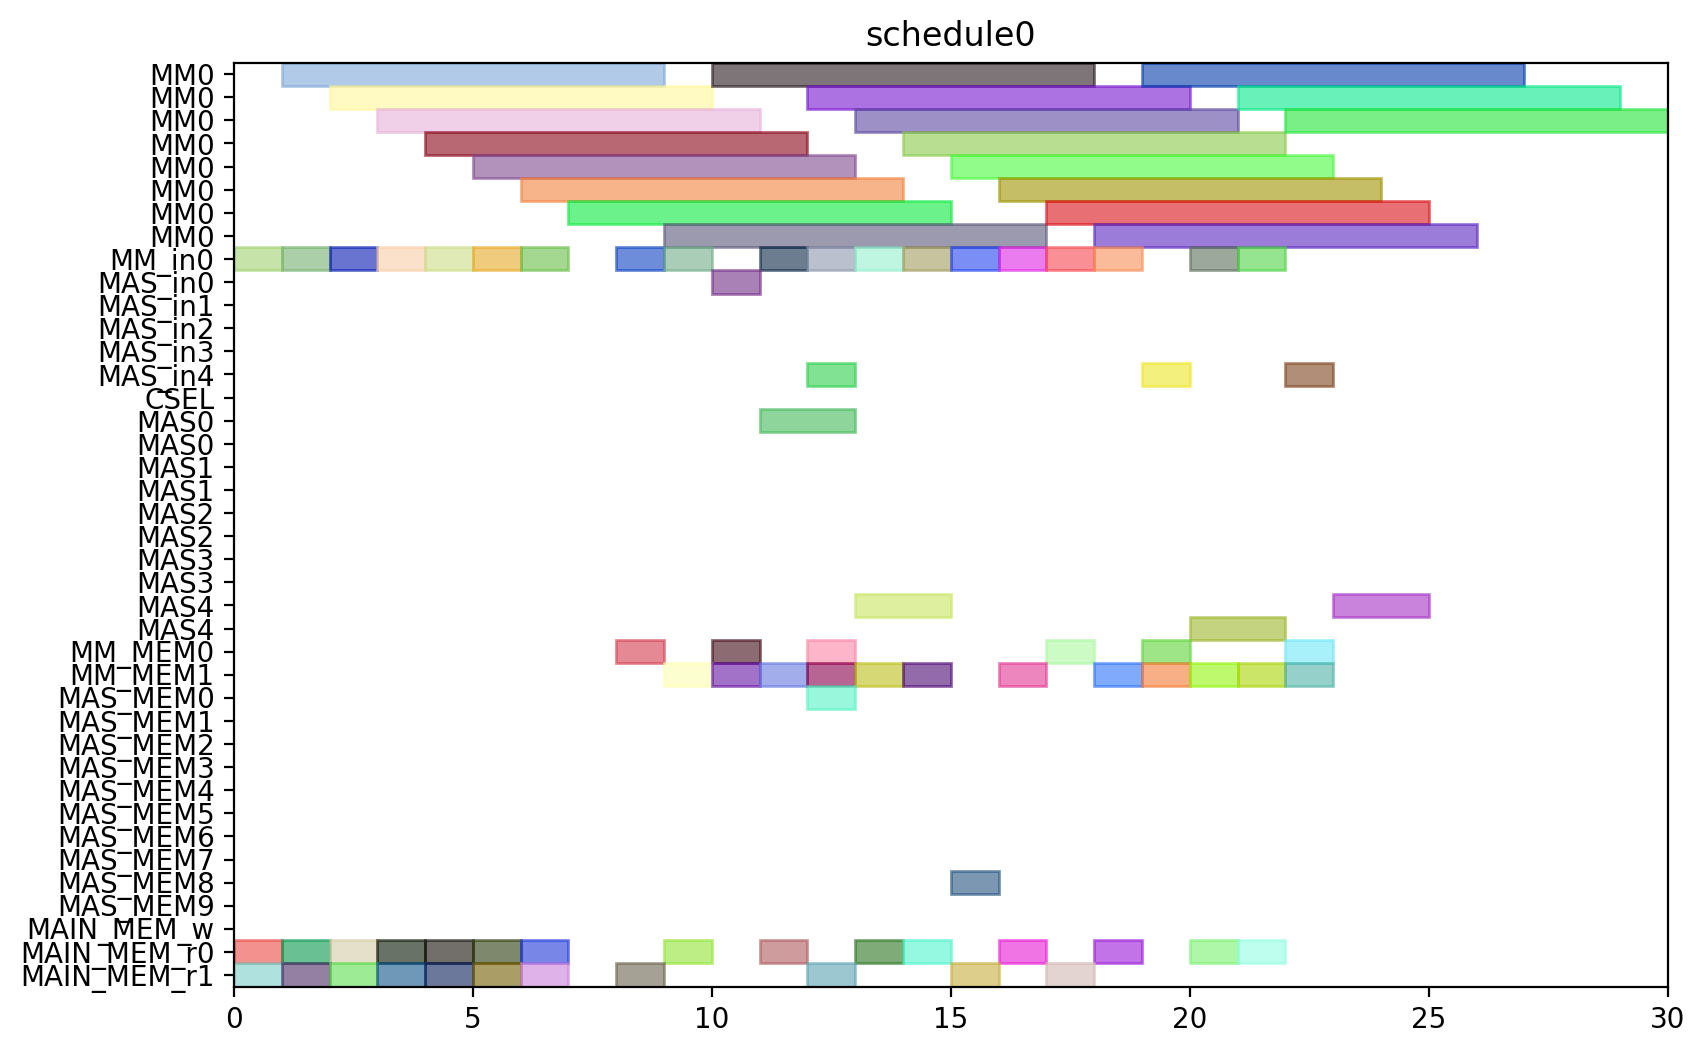 schedule0
MM0
MM0
MM0
MM0
MM0
MM0
MM0
MM0
MM_in0
MAS_in0
MAS_in1
MAS_in2
MAS_in3
MAS_in4
CSEL
MAS0
MAS0
MAS1
MAS1
MAS2
MAS2
MAS3
MAS3
MAS4
MAS4
MM_MEM0
MM_MEM1
MAS_MEM0
MAS_MEM1
MAS_MEM2
MAS_MEM3
MAS_MEM4
MAS_MEM5
MAS_MEM6
MAS_MEM7
MAS_MEM8
MAS_MEM9
MAIN_MEM_w
MAIN_MEM_r0
MAIN_MEM_r1
0 5 10 15 20 25 30